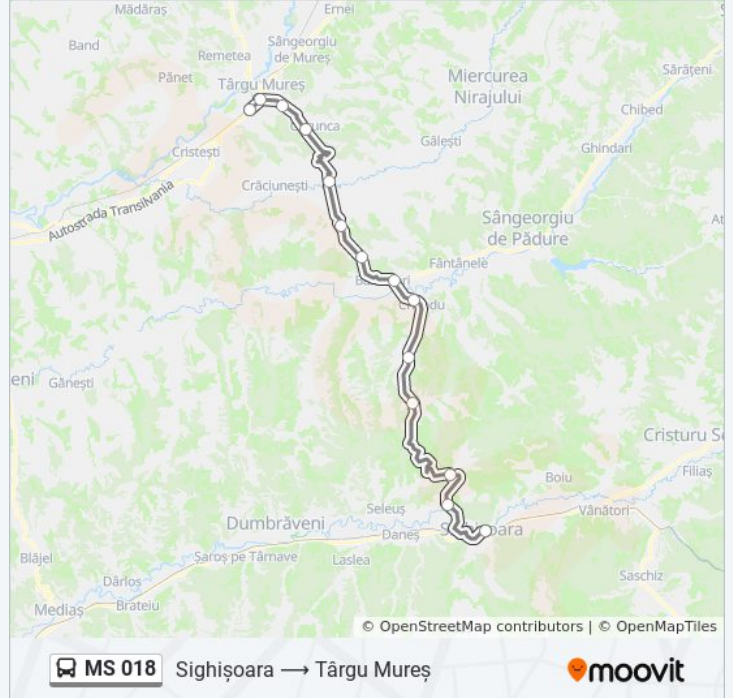 Mădăraș
Ernei
Band
Sângeorgiu
de Mureș
Remetea
Pánet
Târgu Mureș
Miercurea
Nirajului
Sărățeni
Chibed
Cristești
Gălești
Ghindari
Crăciunești
Autostrada Transilvania
Sângeorgiu
de Pădure
Fântânele
eni
Gănești
Cristuru Se
Filiaș
Boiu
Seleuș
Vânători
Dumbrăveni
Daneș
Blăjel
Șaroș pe Târnave
Laslea
Saschiz
Dârlos
Mediaș
Brateiu
© OpenStreetMap contributors | © OpenMapTiles
MS 018 Sighișoara ⟶ Târgu Mureș
moovit